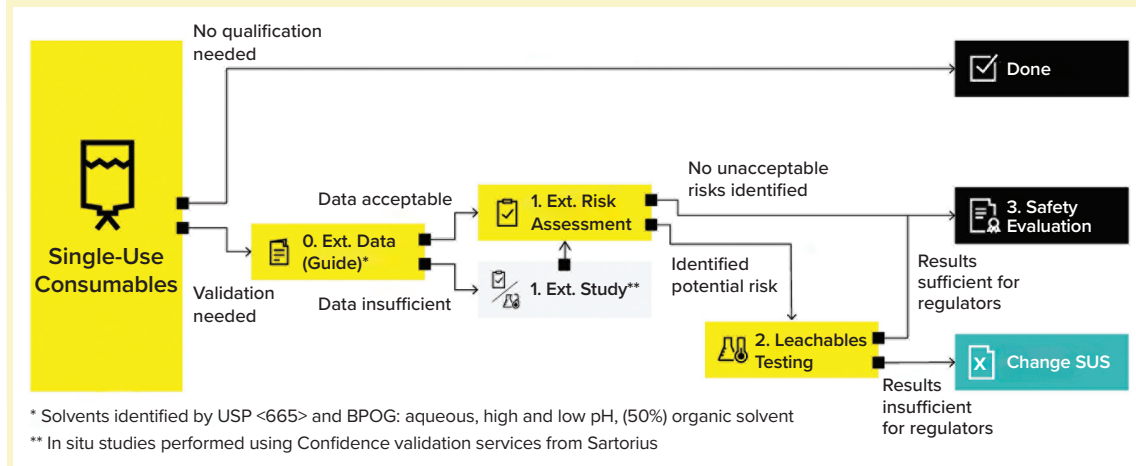 No qualification
needed
Done
Single-Use
Consumables
Validation
needed
0. Ext. Data
(Guide)*
Data acceptable
Data insufficient
1. Ext. Risk
Assessment
1. Ext. Study**
No unacceptable
risks identified
Identified
potential risk
2. Leachables
Testing
3. Safety
Evaluation
Results
sufficient for
regulators
X
Change SUS
Results
insufficient
for regulators
* Solvents identified by USP <665> and BPOG: aqueous, high and low pH, (50%) organic solvent
** In situ studies performed using Confidence validation services from Sartorius